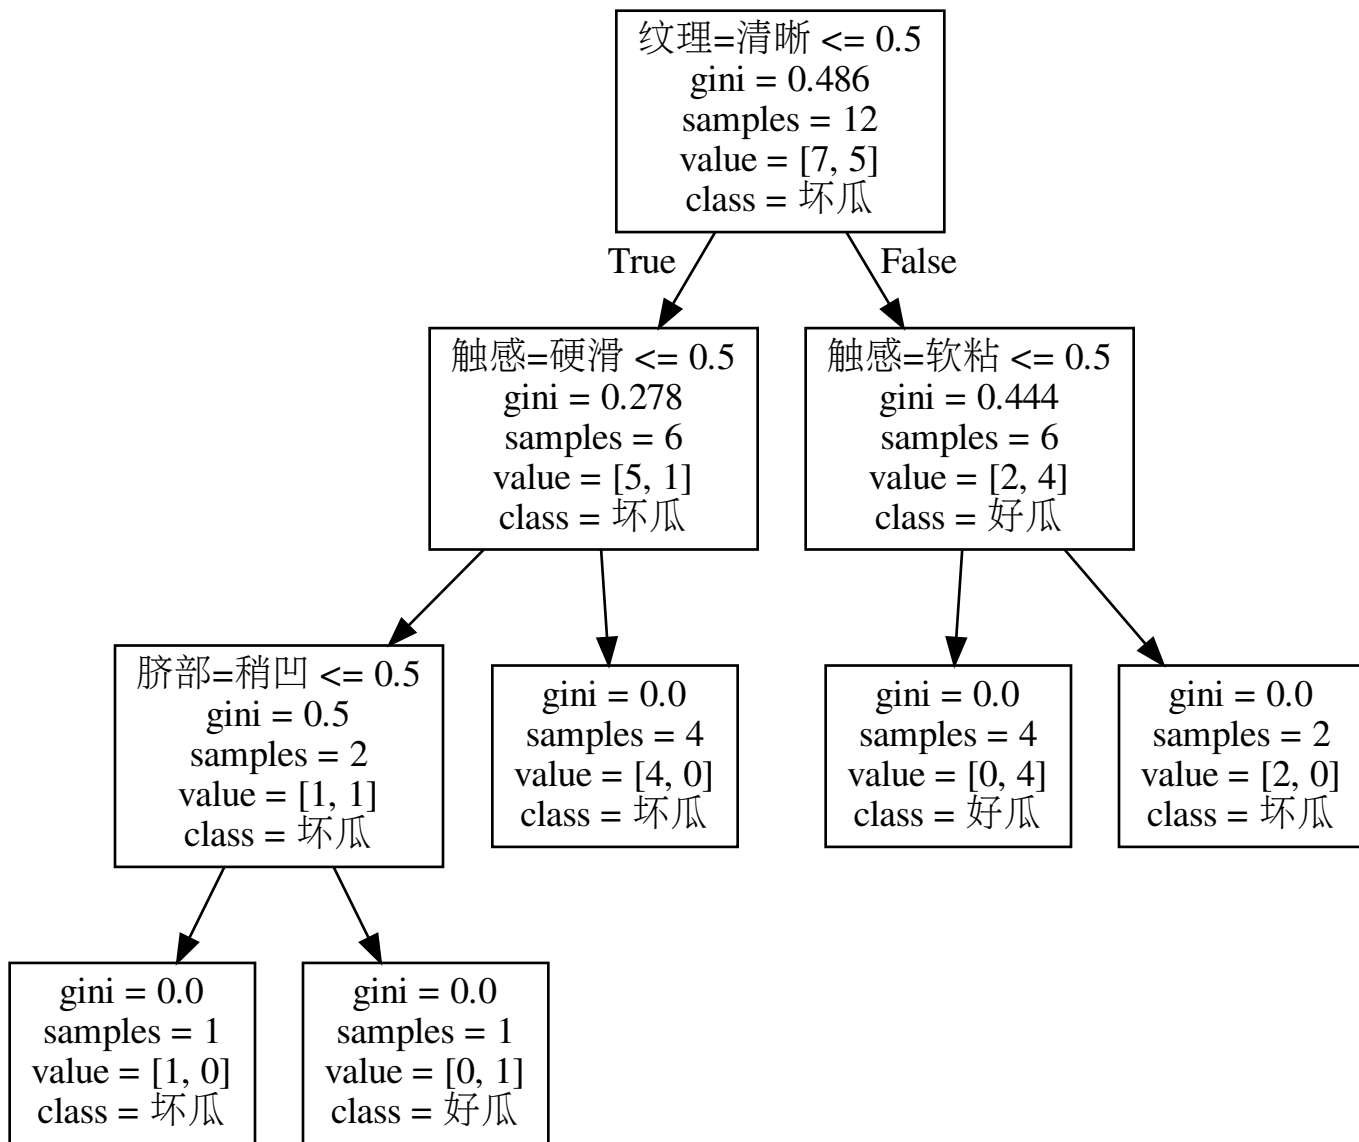 纹理=清晰 <= 0.5
gini = 0.486
samples = 12
value = [7, 5]
class = 坏瓜
True
False
触感=硬滑 <= 0.5
gini = 0.278
samples = 6
value = [5, 1]
class = 坏瓜
触感=软粘 <= 0.5
gini = 0.444
samples = 6
value = [2, 4]
class = 好瓜
脐部=稍凹 <= 0.5
gini = 0.5
samples = 2
value = [1, 1]
class = 坏瓜
gini = 0.0
samples = 4
value = [4, 0]
class = 坏瓜
gini = 0.0
samples = 4
value = [0, 4]
class = 好瓜
gini = 0.0
samples = 2
value = [2, 0]
class = 坏瓜
gini = 0.0
samples = 1
value = [1, 0]
class = 坏瓜
gini = 0.0
samples = 1
value = [0, 1]
class = 好瓜